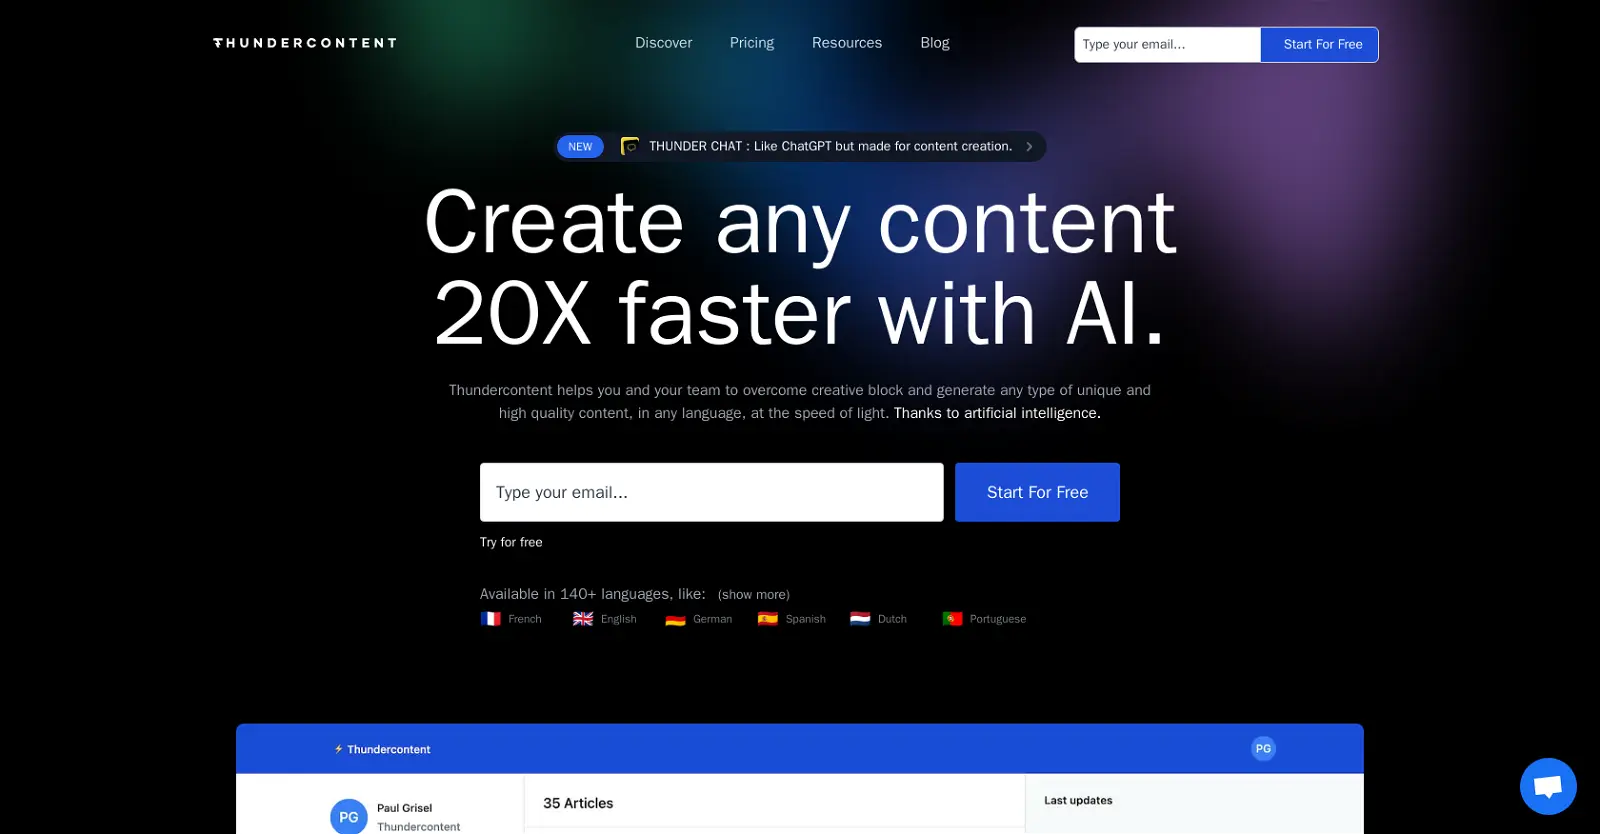 THUNDERCONTENT
Discover
Pricing
Resources
Blog
Type your email...
Start For Free
NEW
THUNDER CHAT : Like ChatGPT but made for content creation.
Create any content
20X faster with AI.
Thundercontent helps you and your team to overcome creative block and generate any type of unique and
high quality content, in any language, at the speed of light. Thanks to artificial intelligence.
Type your email...
Start For Free
Try for free
Available in 140+ languages, like: (show more)
French
English
German
Spanish
Dutch
Portuguese
Thundercontent
PG
PG
Paul Grisel
Thundercontent
35 Articles
Last updates